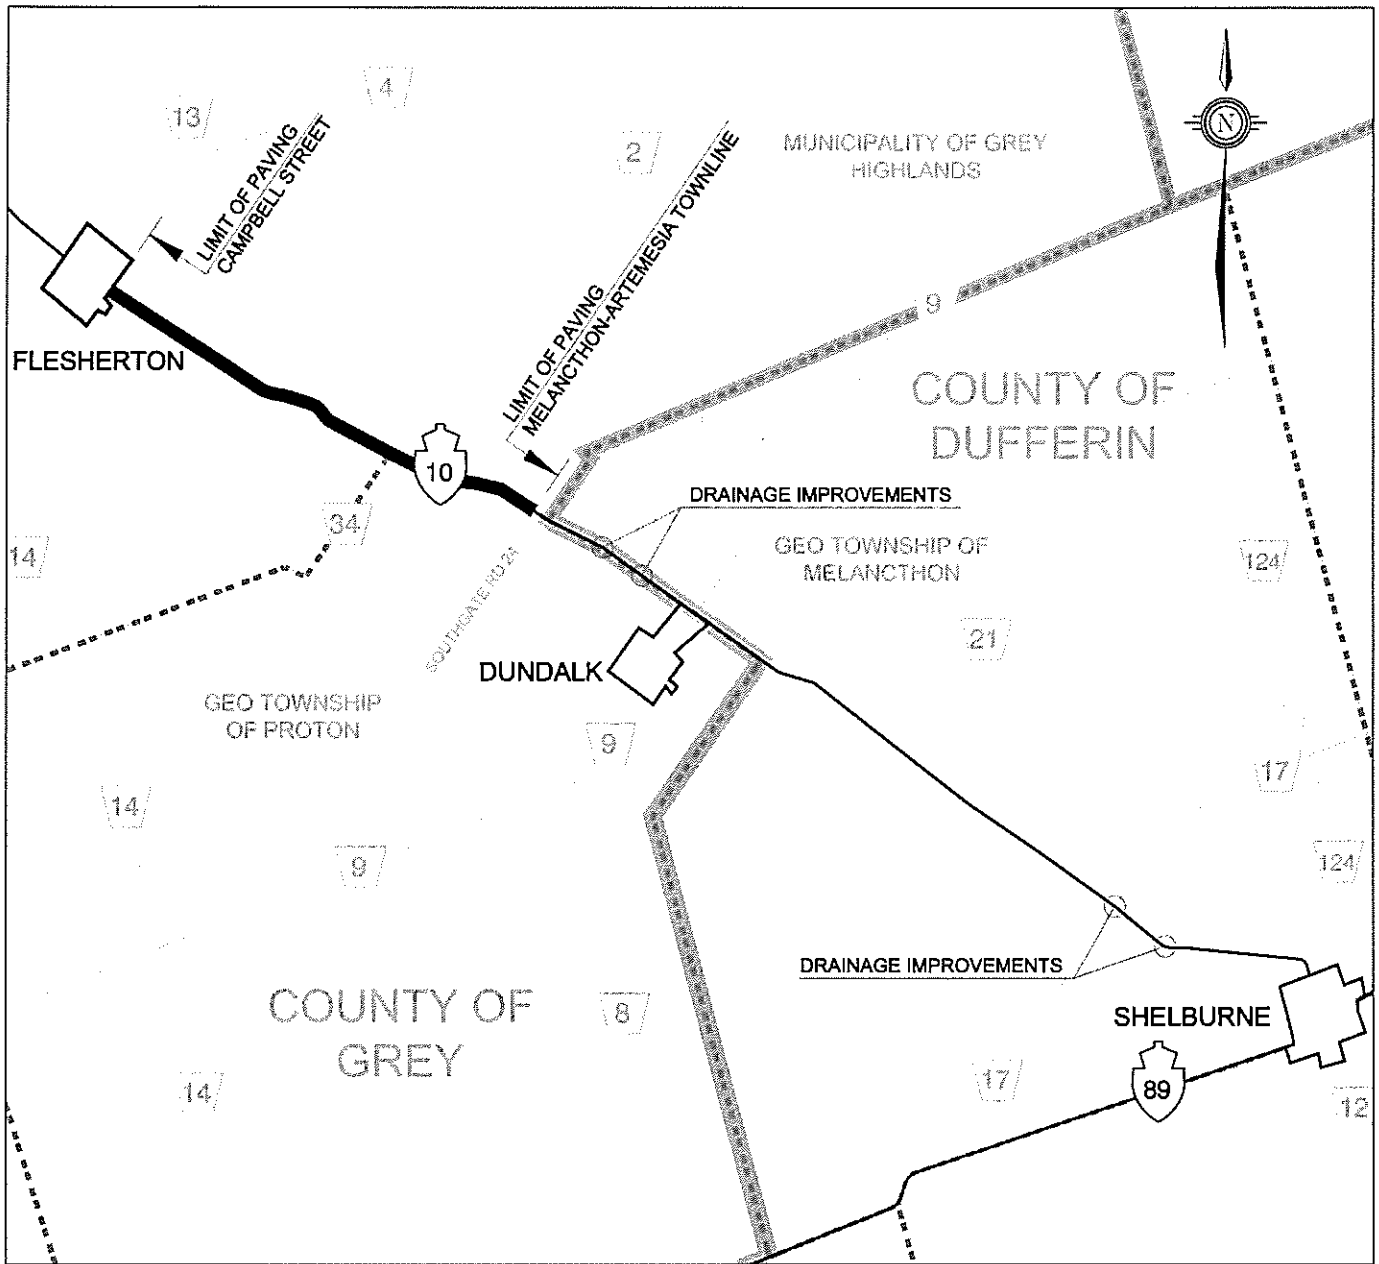 4
13
2
LIMIT OF PAVING
CAMPBELL STREET
LIMIT OF PAVING
MELANCTHON-ARTEMESIA TOWNLINE
MUNICIPALITY OF GREY
HIGHLANDS
N
9
FLESHERTON
COUNTY OF
DUFFERIN
10
DRAINAGE IMPROVEMENTS
34
14
GEO TOWNSHIP OF
MELANCTHON
124
SOUTHGATE RD 24
21
DUNDALK
GEO TOWNSHIP
OF PROTON
9
17
14
9
124
DRAINAGE IMPROVEMENTS
COUNTY OF
GREY
8
SHELBURNE
14
17
89
12